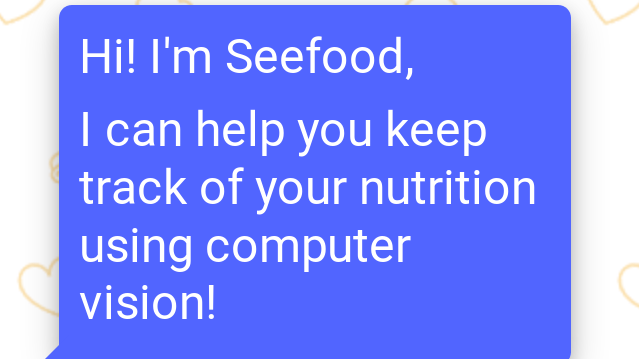 Hi! I'm Seefood,
I can help you keep
track of your nutrition
using computer
vision!